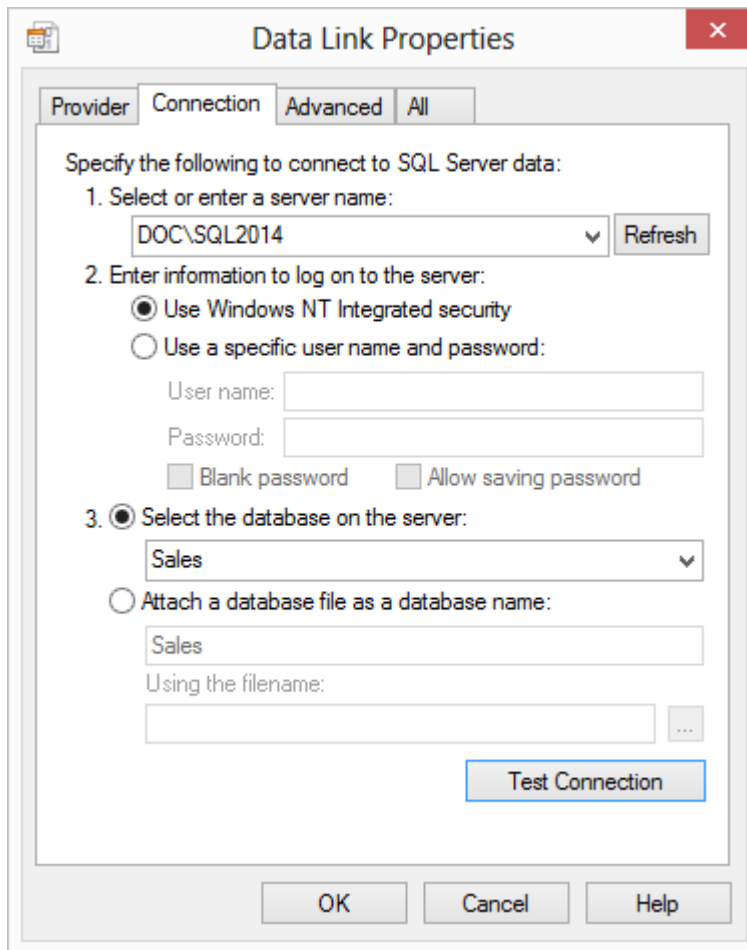 Data Link Properties
Provider Connection Advanced All
Specify the following to connect to SQL Server data:
1. Select or enter a server name:
DOC\SQL2014 Refresh
2. Enter information to log on to the server:
Use Windows NT Integrated security
Use a specific user name and password:
User name:
Password:
Blank password Allow saving password
3. Select the database on the server:
Sales
Attach a database file as a database name:
Sales
Using the filename:
...
Test Connection
OK Cancel Help